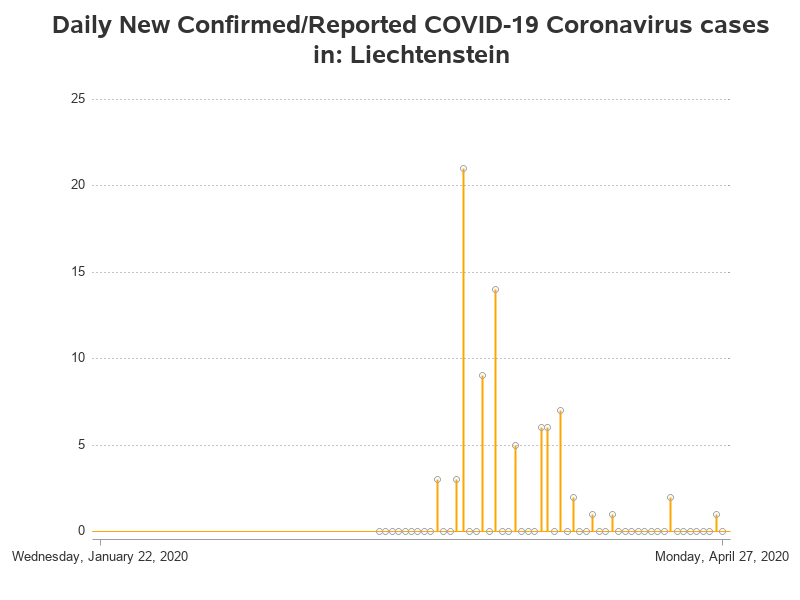 Daily New Confirmed/Reported COVID-19 Coronavirus cases
in: Liechtenstein
25
20
15
10
5
0
Wednesday, January 22, 2020
Monday, April 27, 2020